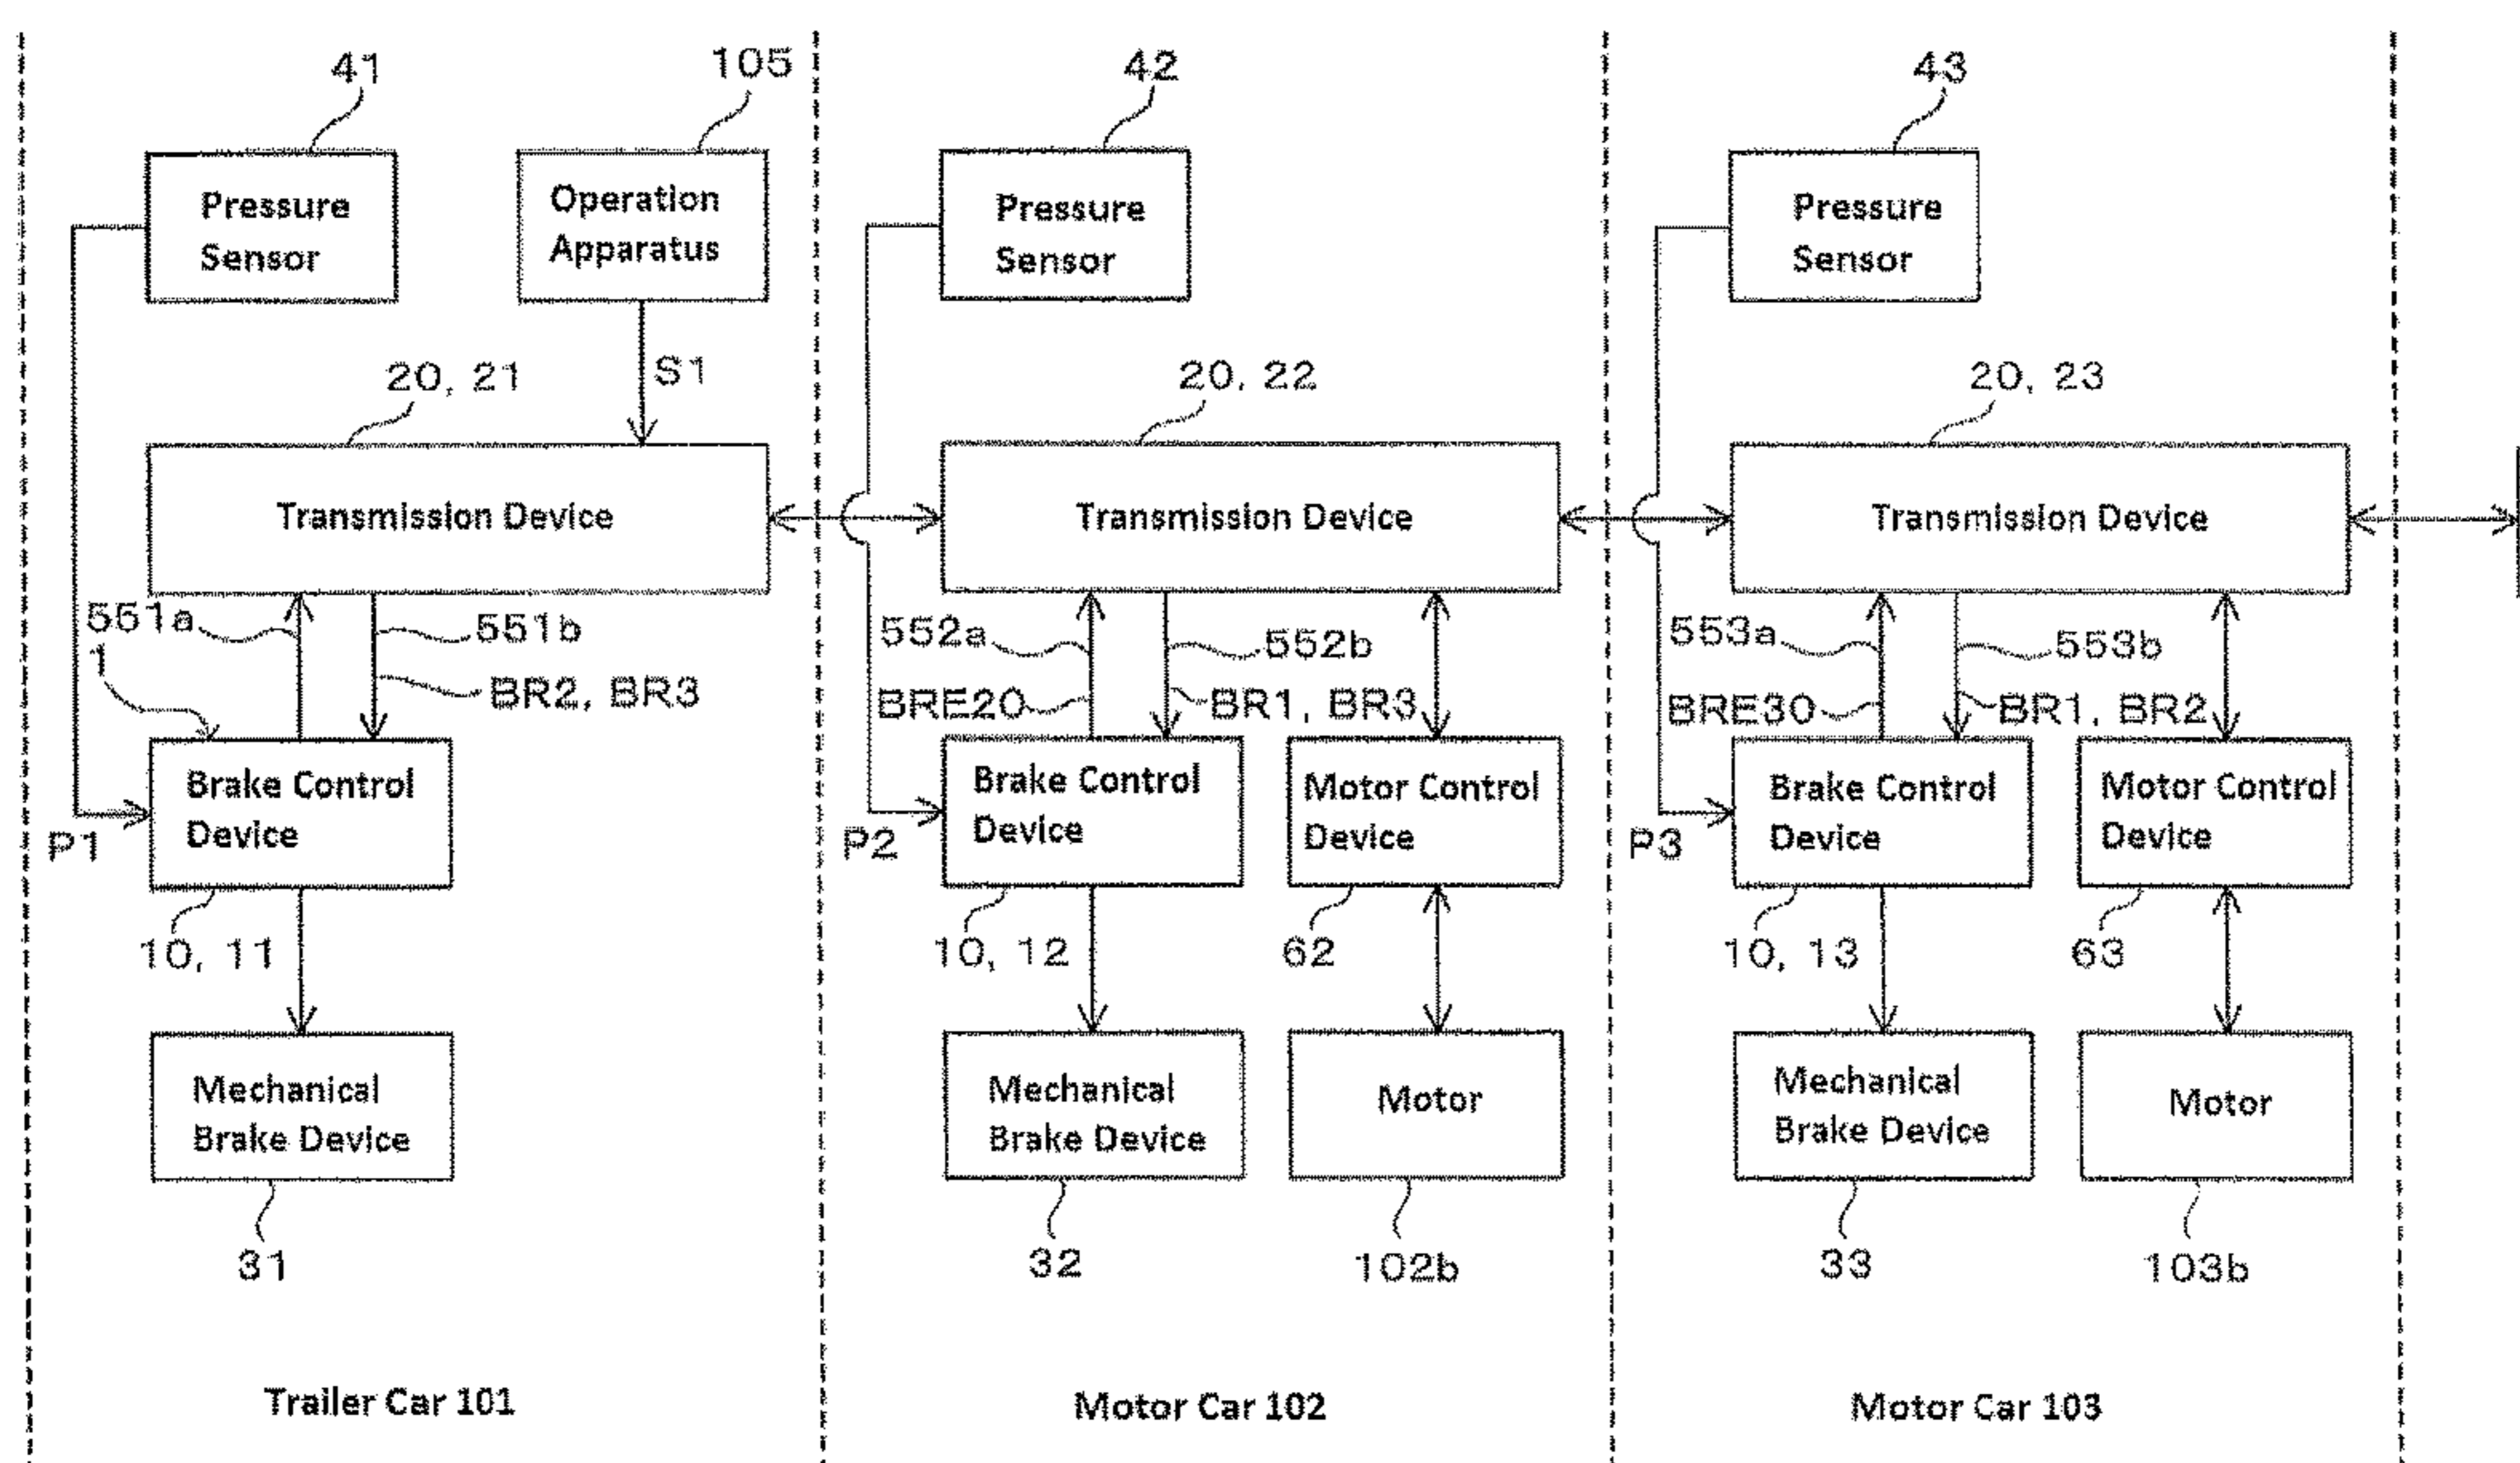 41
105
42
43
Pressure
Sensor
Operation
Apparatus
Pressure
Sensor
Pressure
Sensor
S1
20, 21
20, 22
20, 23
Transmission Device
Transmission Device
Transmission Device
551a
551b
1
BR2, BR3
552a
552b
BRE20
BR1, BR3
553a
553b
BRE30
BR1, BR2
Brake Control
Device
P1
Brake Control
Device
P2
Motor Control
Device
Brake Control
Device
P3
Motor Control
Device
10, 11
10, 12
62
10, 13
63
Mechanical
Brake Device
Mechanical
Brake Device
Motor
Mechanical
Brake Device
Motor
31
32
102b
33
103b
Trailer Car 101
Motor Car 102
Motor Car 103